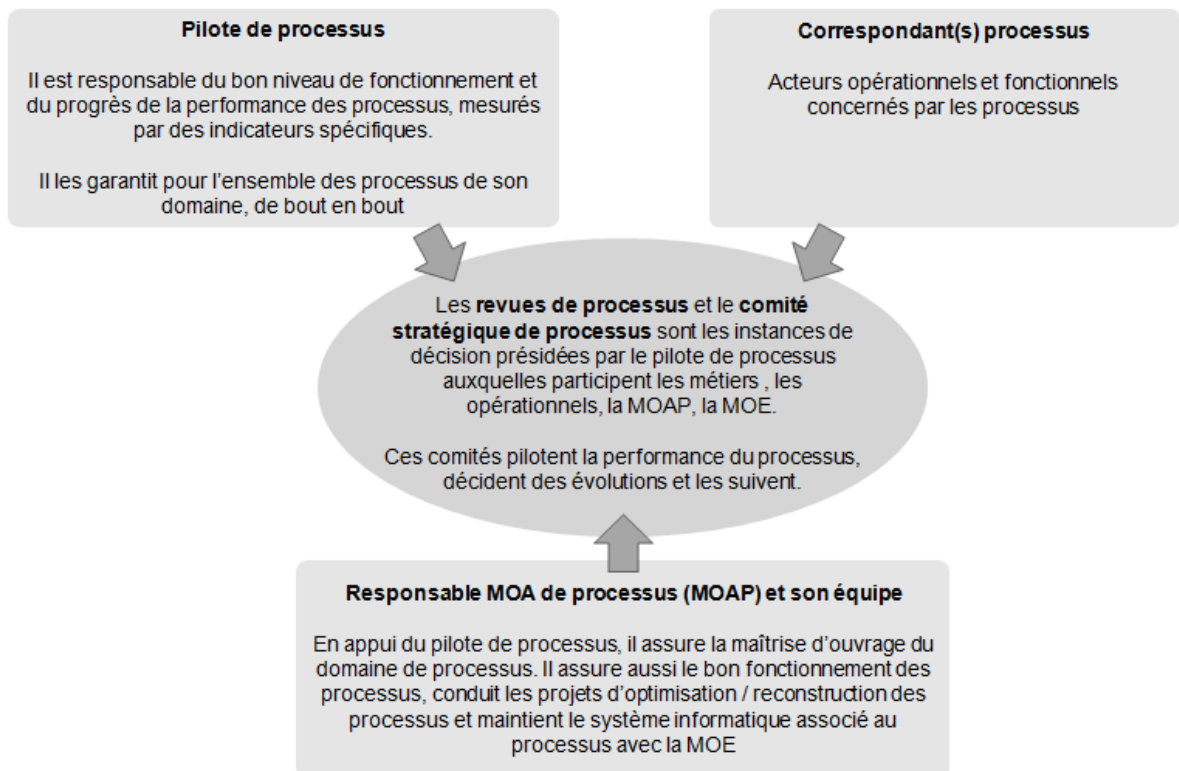 Pilote de processus
Il est responsable du bon niveau de fonctionnement et
du progrès de la performance des processus, mesurés
par des indicateurs spécifiques.
Il les garantit pour l’ensemble des processus de son
domaine, de bout en bout
Correspondant(s) processus
Acteurs opérationnels et fonctionnels
concernés par les processus
Les revues de processus et le comité
stratégique de processus sont les instances de
décision présidées par le pilote de processus
auxquelles participent les métiers , les
opérationnels, la MOAP, la MOE.
Ces comités pilotent la performance du processus,
décident des évolutions et les suivent.
Responsable MOA de processus (MOAP) et son équipe
En appui du pilote de processus, il assure la maîtrise d’ouvrage du
domaine de processus. Il assure aussi le bon fonctionnement des
processus, conduit les projets d’optimisation / reconstruction des
processus et maintient le système informatique associé au
processus avec la MOE